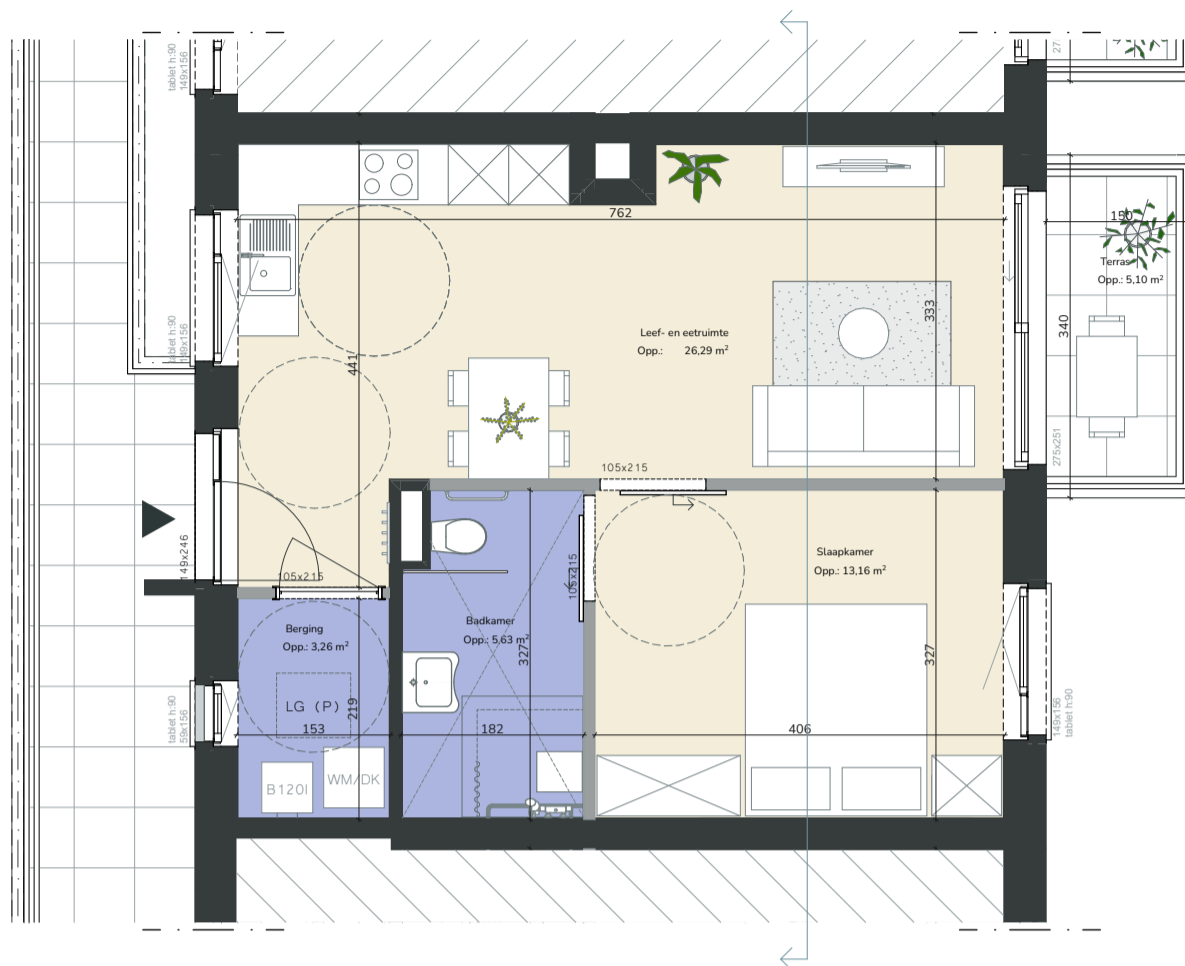 tablet h:90
149x156
27
762
150
Terras
Opp.: 5,10 m²
340
333
Leef- en eetruimte
Opp.: 26,29 m²
441
tablet h:90
149x156
275x251
105x215
149x246
105x215
105x215
Slaapkamer
Opp.: 13,16 m²
Berging
Opp.: 3,26 m²
Badkamer
Opp.: 5,63 m²
327
327
LG (P)
219
153
182
406
tablet h:90
59x156
149x156
tablet h:90
WM/DK
B120l